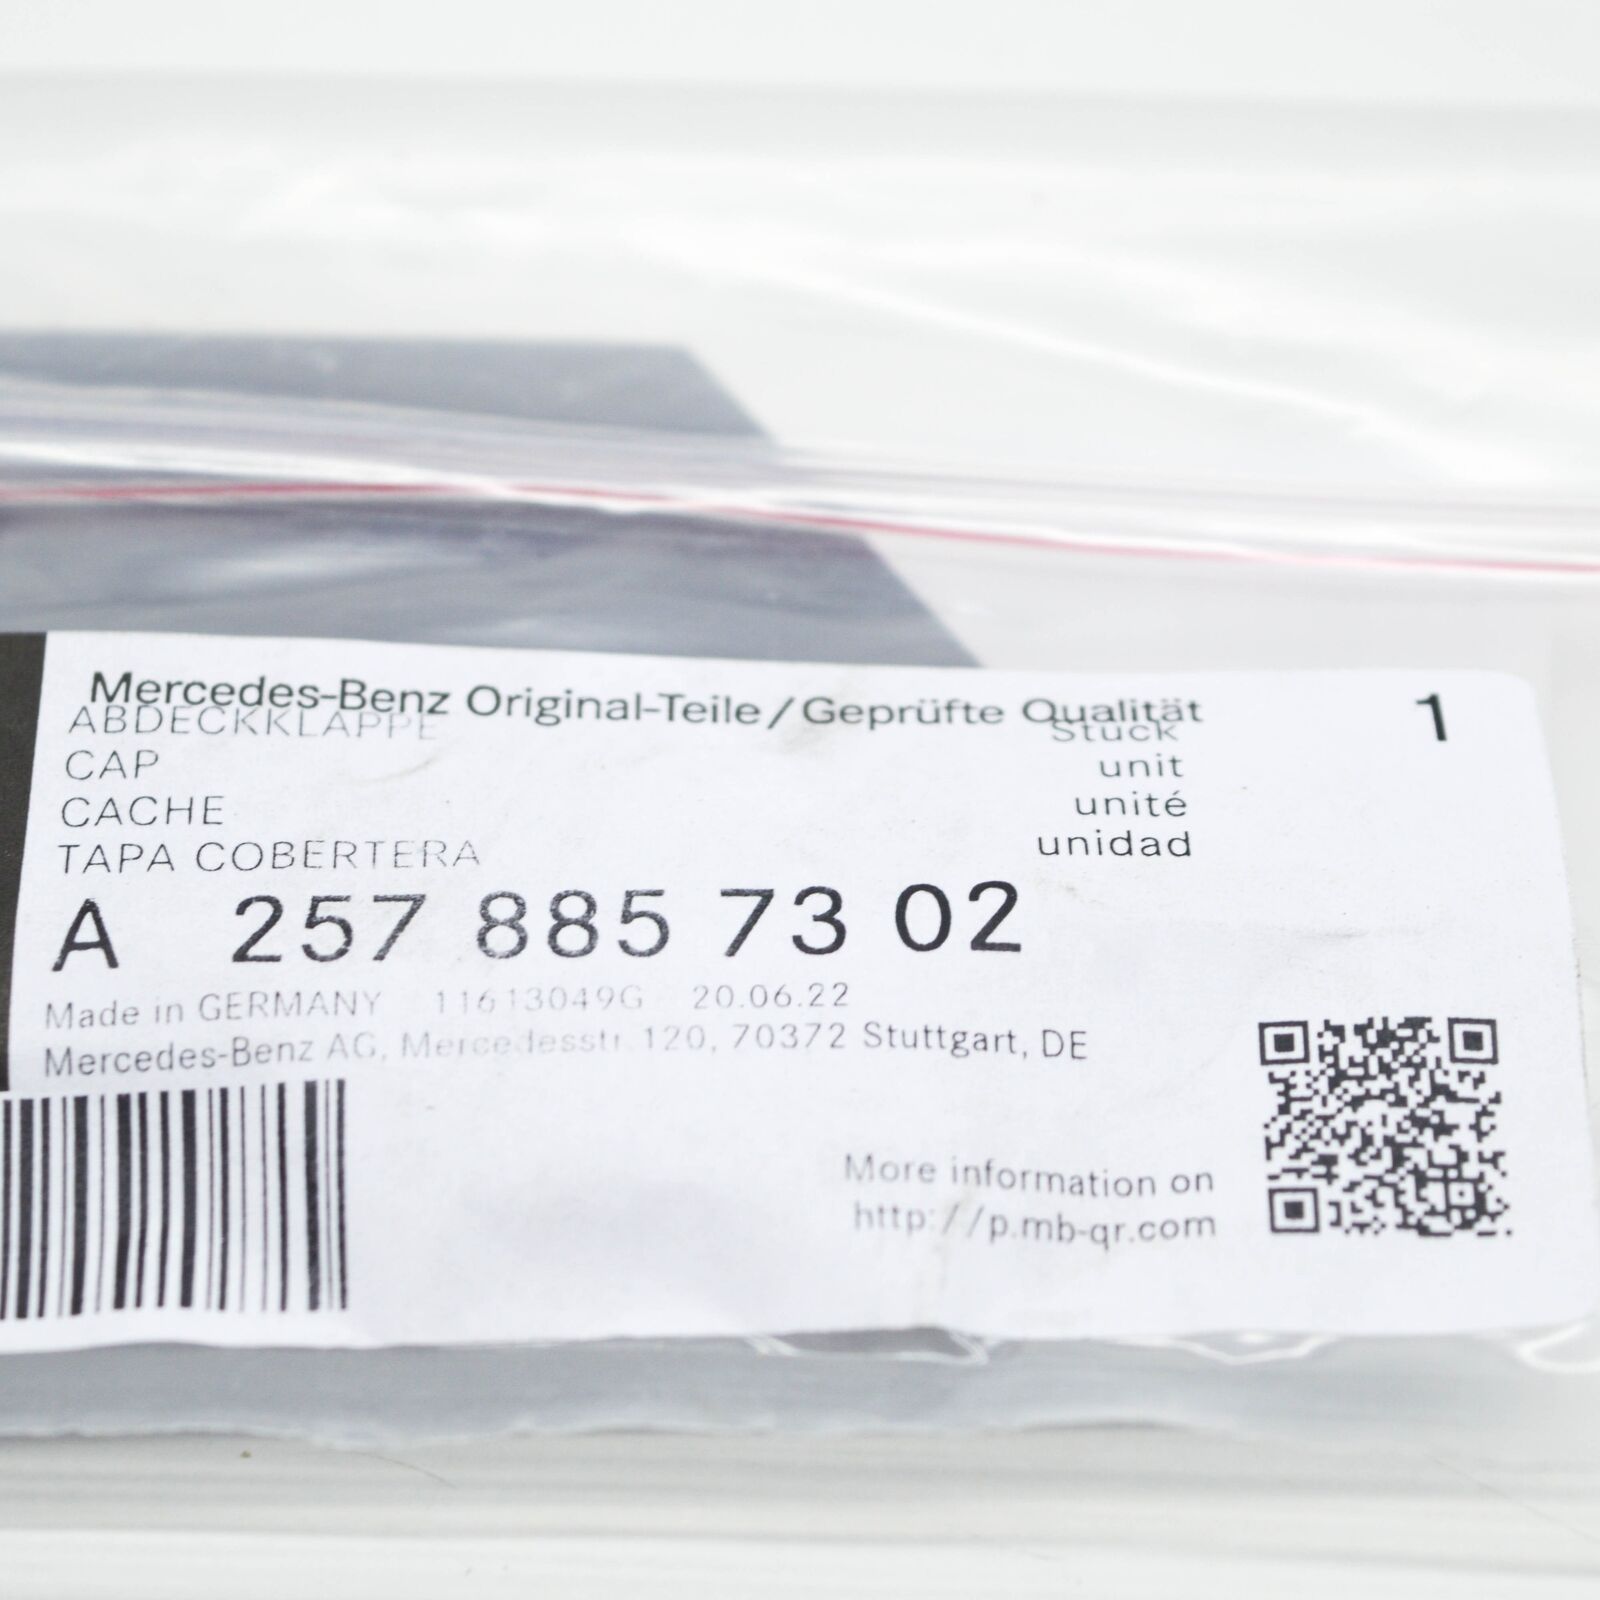 Mercedes-Benz Original-Teile/Geprüfte Qualität 1
ABDECKKLAPPE Stück
CAP unit
CACHE unité
TAPA COBERTERA unidad
A 257 885 73 02
Made in GERMANY 11613049G 20.06.22
Mercedes-Benz AG, Mercedesstr. 120, 70372 Stuttgart, DE
More information on
http://p.mb-qr.com